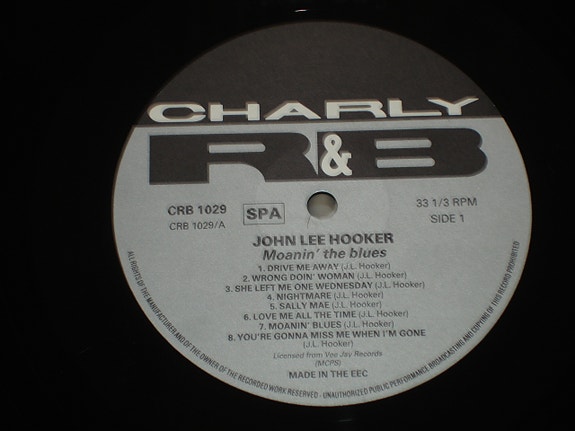 CHARLY
R&B
CRB 1029
CRB 1029/A
SPA
33 1/3 RPM
SIDE 1
JOHN LEE HOOKER
Moanin' the blues
1. DRIVE ME AWAY (J.L. Hooker)
2. WRONG DOIN' WOMAN (J.L. Hooker)
3. SHE LEFT ME ONE WEDNESDAY (J.L. Hooker)
4. NIGHTMARE (J.L. Hooker)
5. SALLY MAE (J.L. Hooker)
6. LOVE ME ALL THE TIME (J.L. Hooker)
7. MOANIN' BLUES (J.L. Hooker)
8. YOU'RE GONNA MISS ME WHEN I'M GONE
(J.L. Hooker)
Licensed from Vee Jay Records
(MCPS)
MADE IN THE EEC
ALL RIGHTS OF THE MANUFACTURER AND OF THE OWNER OF THE RECORDED WORK RESERVED - UNAUTHORIZED PUBLIC PERFORMANCE BROADCASTING AND COPYING OF THIS RECORD PROHIBITED